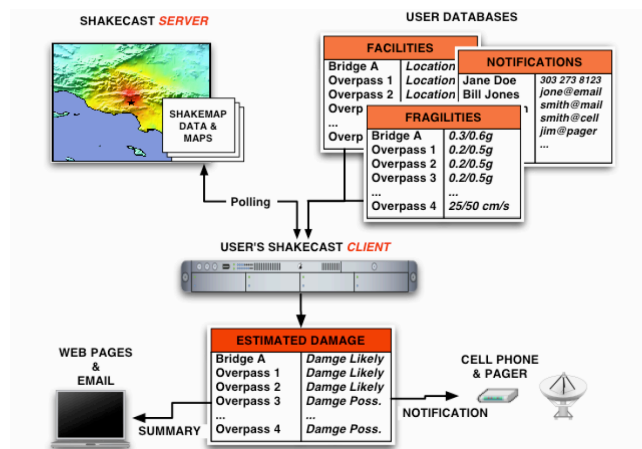 SHAKECAST SERVER
USER DATABASES
SHAKEMAP
DATA &
MAPS
FACILITIES
Bridge A Location
Overpass 1 Location
Overpass 2 Location
Overp
...
Overp
NOTIFICATIONS
Jane Doe 303 273 8123
Bill Jones jone@email
smith@mail
smith@cell
jim@pager
...
FRAGILITIES
Bridge A 0.3/0.6g
Overpass 1 0.2/0.5g
Overpass 2 0.2/0.5g
Overpass 3 0.2/0.5g
... ...
Overpass 4 25/50 cm/s
Polling
USER'S SHAKECAST CLIENT
ESTIMATED DAMAGE
Bridge A Damge Likely
Overpass 1 Damge Likely
Overpass 2 Damge Likely
Overpass 3 Damge Poss.
... ...
Overpass 4 Damge Poss.
WEB PAGES
& EMAIL
SUMMARY
CELL PHONE
& PAGER
NOTIFICATION